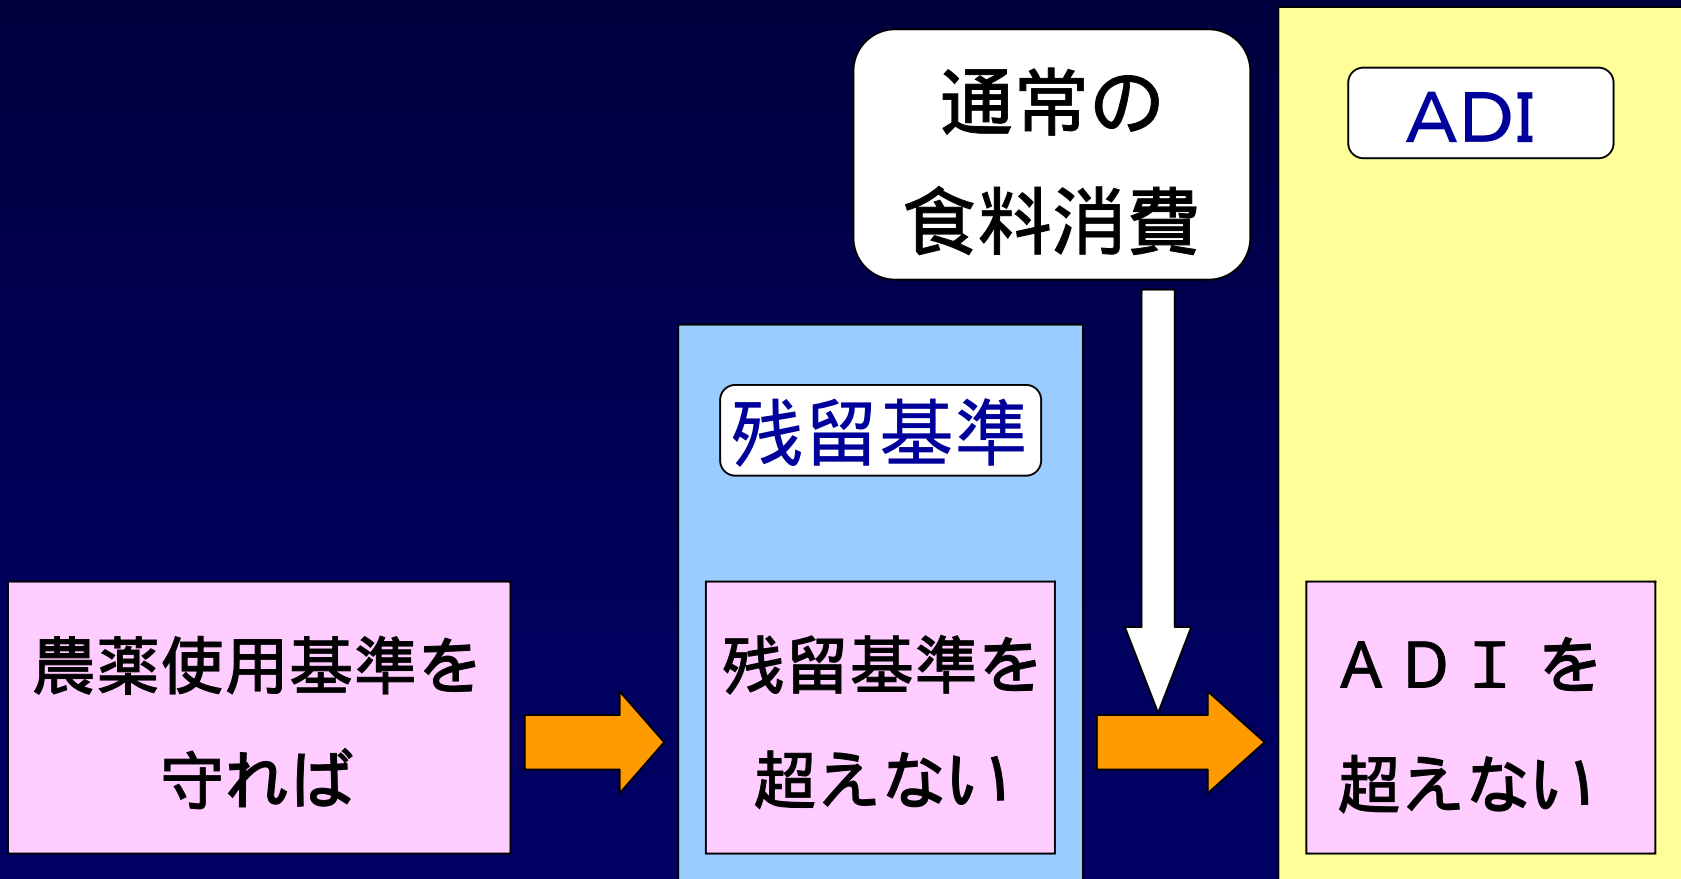 通常の
食料消費
ADI
残留基準
農薬使用基準を
守れば
残留基準を
超えない
ＡＤＩを
超えない